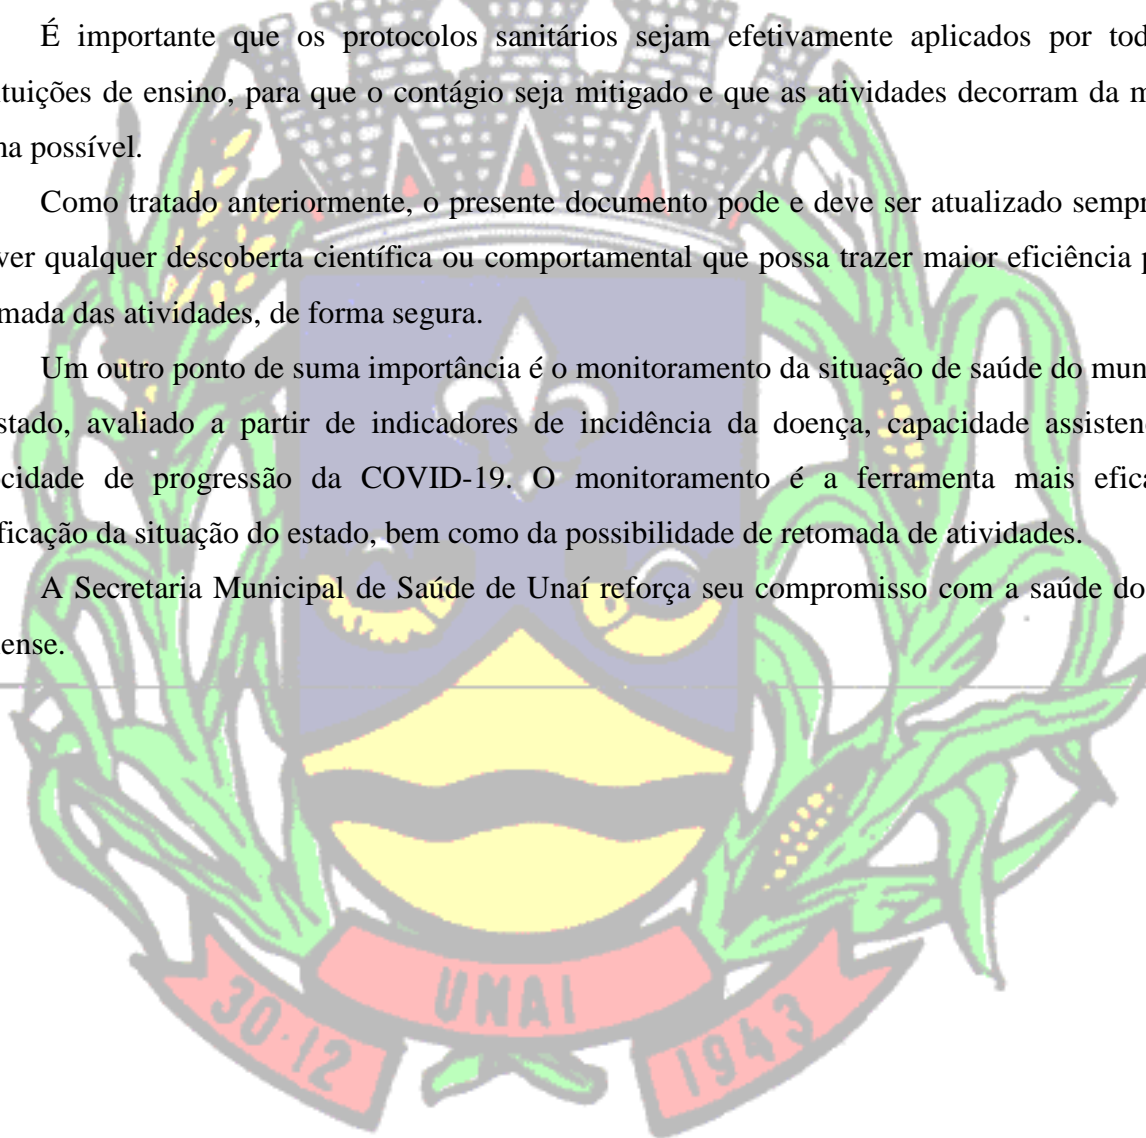 É importante que os protocolos sanitários sejam efetivamente aplicados por tod
ituições de ensino, para que o contágio seja mitigado e que as atividades decorram da m
na possível.
Como tratado anteriormente, o presente documento pode e deve ser atualizado sempr
ver qualquer descoberta científica ou comportamental que possa trazer maior eficiência p
mada das atividades, de forma segura.
Um outro ponto de suma importância é o monitoramento da situação de saúde do mun
stado, avaliado a partir de indicadores de incidência da doença, capacidade assisten
cidade de progressão da COVID-19. O monitoramento é a ferramenta mais efica
ficação da situação do estado, bem como da possibilidade de retomada de atividades.
A Secretaria Municipal de Saúde de Unaí reforça seu compromisso com a saúde do
ense.
UNAI
30-12
1943